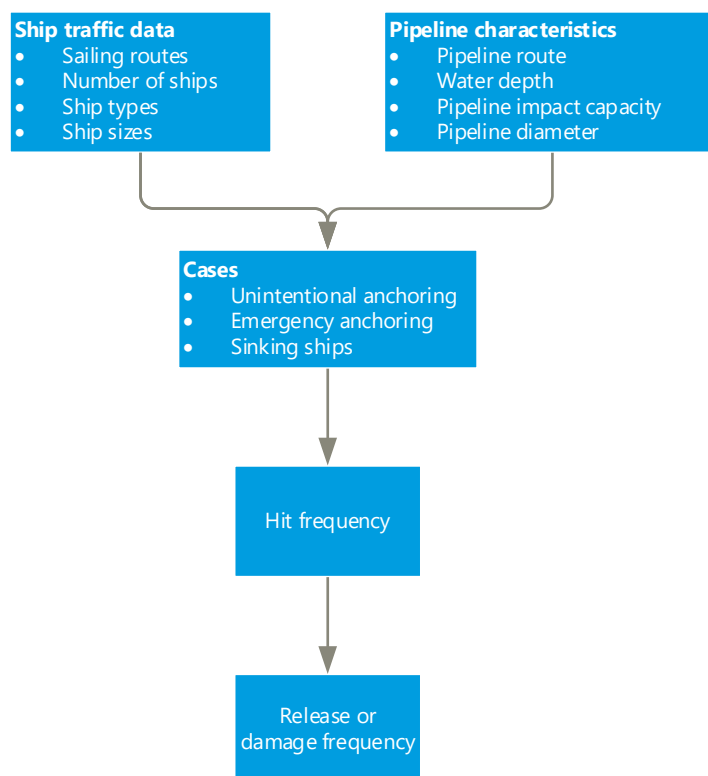 Ship traffic data
• Sailing routes
• Number of ships
• Ship types
• Ship sizes
Pipeline characteristics
• Pipeline route
• Water depth
• Pipeline impact capacity
• Pipeline diameter
Cases
• Unintentional anchoring
• Emergency anchoring
• Sinking ships
Hit frequency
Release or
damage frequency